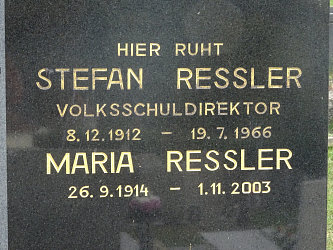 HIER RUHT
STEFAN RESSLER
VOLKSSCHULDIREKTOR
8.12.1912 – 19.7.1966
MARIA RESSLER
26.9.1914 – 1.11.2003